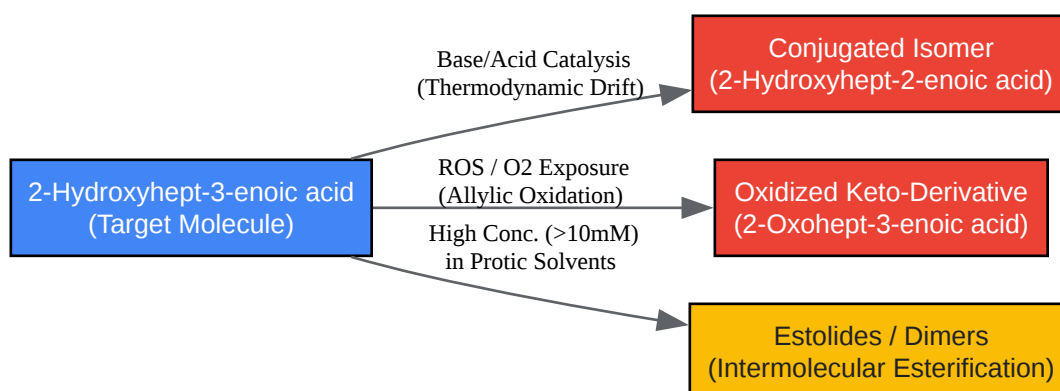 Conjugated Isomer
(2-Hydroxyhept-2-enoic acid)
Base/Acid Catalysis
(Thermodynamic Drift)
2-Hydroxyhept-3-enoic acid
(Target Molecule)
ROS / O2 Exposure
(Allylic Oxidation)
Oxidized Keto-Derivative
(2-Oxohept-3-enoic acid)
High Conc. (>10mM)
in Protic Solvents
Estolides / Dimers
(Intermolecular Esterification)